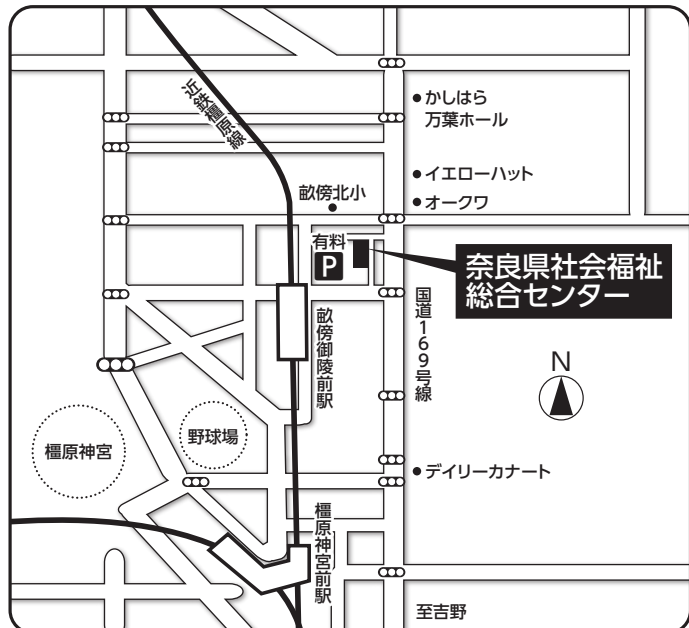 近鉄橿原線
かしはら
万葉ホール
イエローハット
畝傍北小
オークワ
有料
P
奈良県社会福祉
総合センター
国道169号線
畝傍御陵前駅
N
野球場
橿原神宮
デイリーカナート
橿原神宮前駅
至吉野